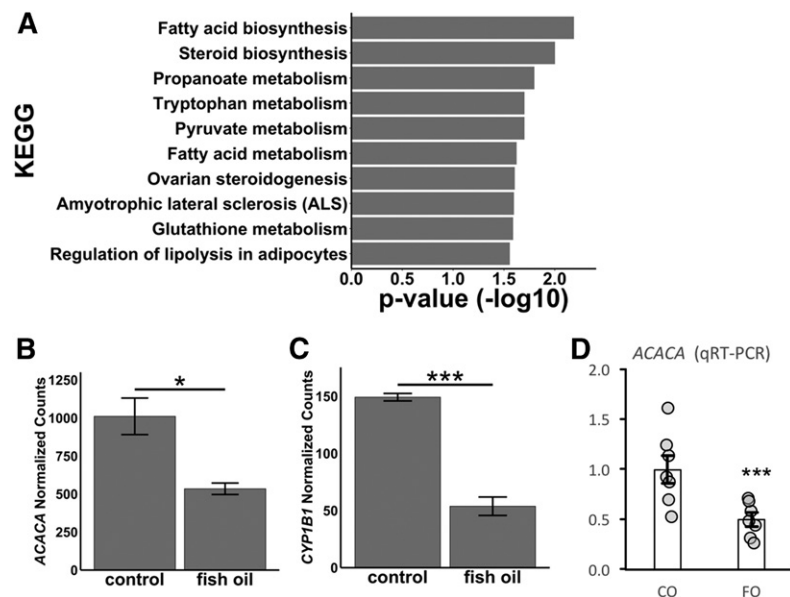 A
KEGG
Fatty acid biosynthesis
Steroid biosynthesis
Propanoate metabolism
Tryptophan metabolism
Pyruvate metabolism
Fatty acid metabolism
Ovarian steroidogenesis
Amyotrophic lateral sclerosis (ALS)
Glutathione metabolism
Regulation of lipolysis in adipocytes
0.0 0.5 1.0 1.5 2.0
p-value (-log10)
B
ACACA Normalized Counts
1250
1000
750
500
250
0
*
control fish oil
C
CYP1B1 Normalized Counts
150
100
50
0
***
control fish oil
D
ACACA (qRT-PCR)
2.0
1.5
1.0
0.5
0.0
***
CO FO